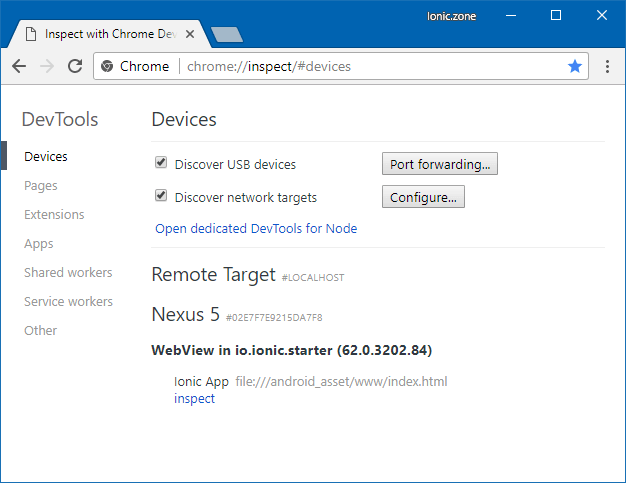 Ionic.zone
Inspect with Chrome Dev
Chrome chrome://inspect/#devices
DevTools
Devices
Pages
Extensions
Apps
Shared workers
Service workers
Other
Devices
Discover USB devices Port forwarding...
Discover network targets Configure...
Open dedicated DevTools for Node
Remote Target #LOCALHOST
Nexus 5 #02E7F7E9215DA7F8
WebView in io.ionic.starter (62.0.3202.84)
Ionic App file:///android_asset/www/index.html
inspect